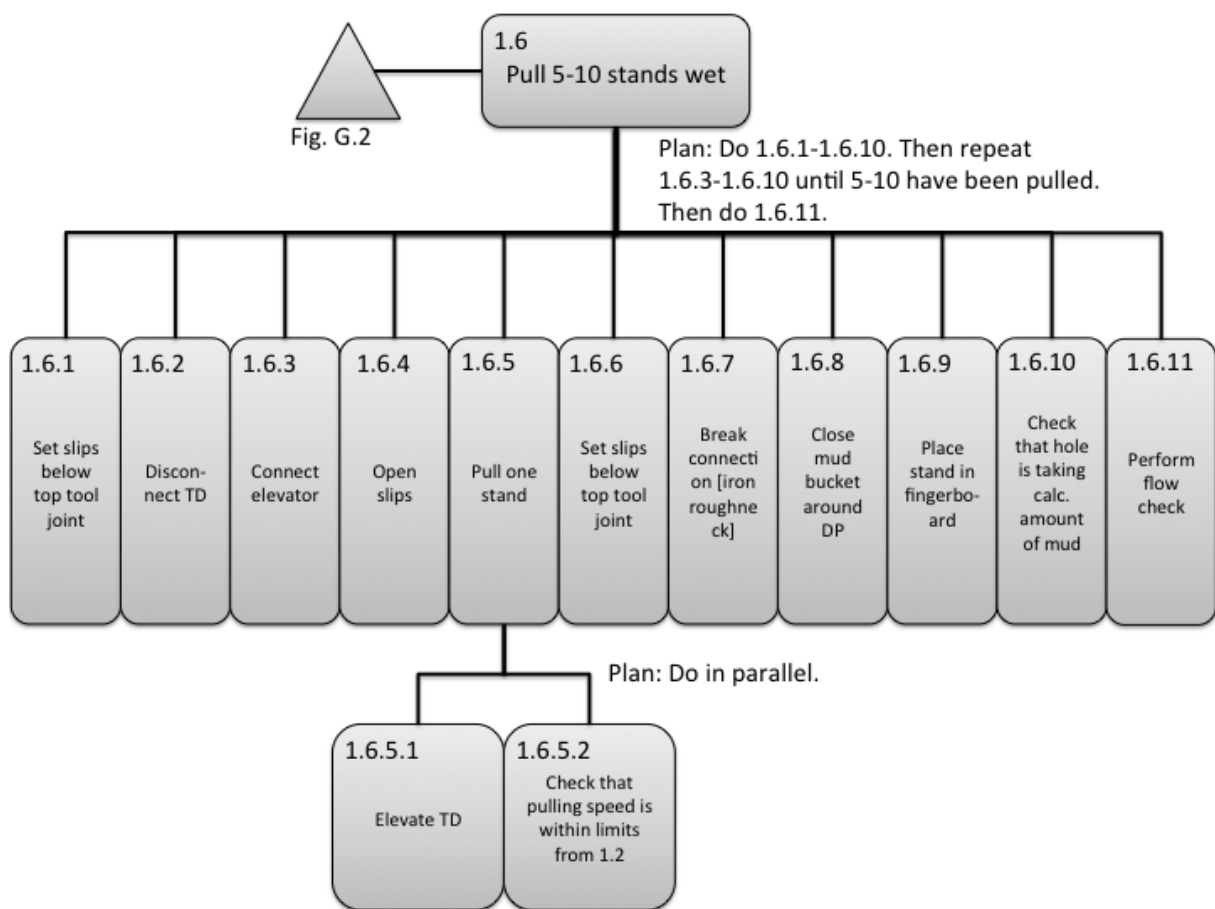 1.6
Pull 5-10 stands wet
Fig. G.2
Plan: Do 1.6.1-1.6.10. Then repeat
1.6.3-1.6.10 until 5-10 have been pulled.
Then do 1.6.11.
1.6.1
Set slips
below
top tool
joint
1.6.2
Discon-
nect TD
1.6.3
Connect
elevator
1.6.4
Open
slips
1.6.5
Pull one
stand
1.6.6
Set slips
below
top tool
joint
1.6.7
Break
connecti
on [iron
roughne
ck]
1.6.8
Close
mud
bucket
around
DP
1.6.9
Place
stand in
fingerbo-
ard
1.6.10
Check
that hole
is taking
calc.
amount
of mud
1.6.11
Perform
flow
check
Plan: Do in parallel.
1.6.5.1
Elevate TD
1.6.5.2
Check that
pulling speed is
within limits
from 1.2